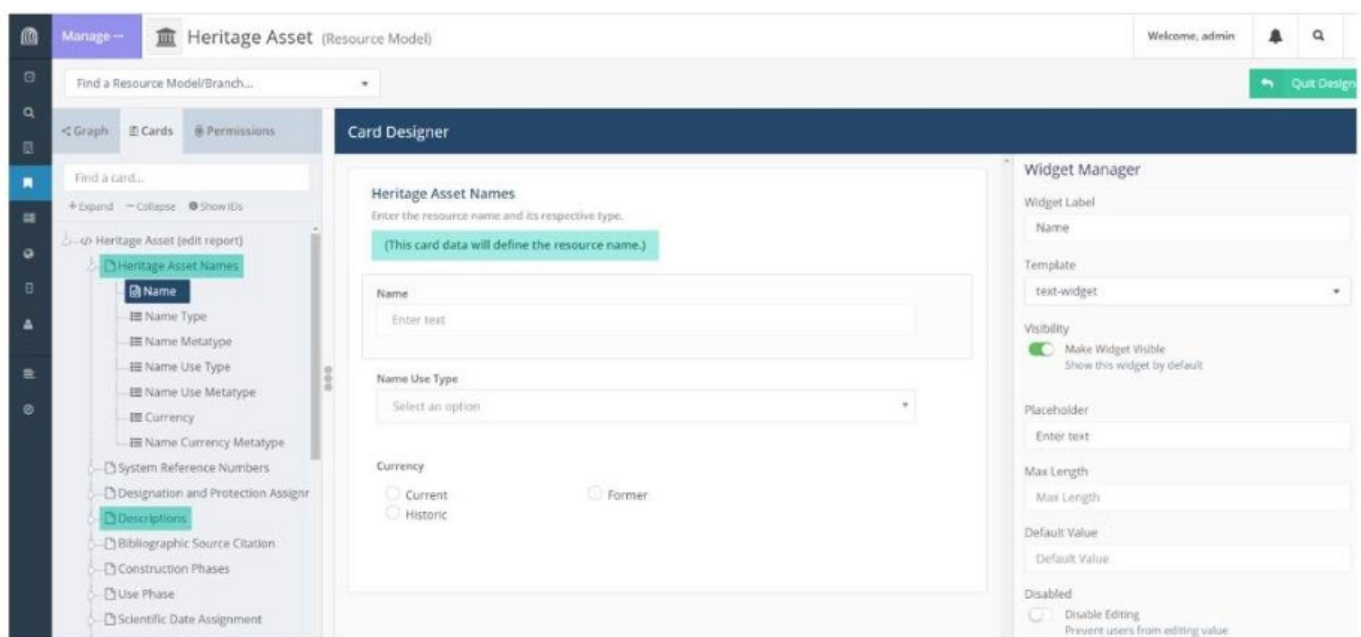 Manage ...
Heritage Asset (Resource Model)
Welcome, admin
Find a Resource Model/Branch...
Quit Design
Graph
Cards
Permissions
Find a card...
+ Expand
− Collapse
Show IDs
</> Heritage Asset (edit report)
Heritage Asset Names
Name
Name Type
Name Metatype
Name Use Type
Name Use Metatype
Currency
Name Currency Metatype
System Reference Numbers
Designation and Protection Assignr
Descriptions
Bibliographic Source Citation
Construction Phases
Use Phase
Scientific Date Assignment
Card Designer
Heritage Asset Names
Enter the resource name and its respective type.
(This card data will define the resource name.)
Name
Enter text
Name Use Type
Select an option
Currency
Current
Former
Historic
Widget Manager
Widget Label
Name
Template
text-widget
Visibility
Make Widget Visible
Show this widget by default
Placeholder
Enter text
Max Length
Max Length
Default Value
Default Value
Disabled
Disable Editing
Prevent users from editing value